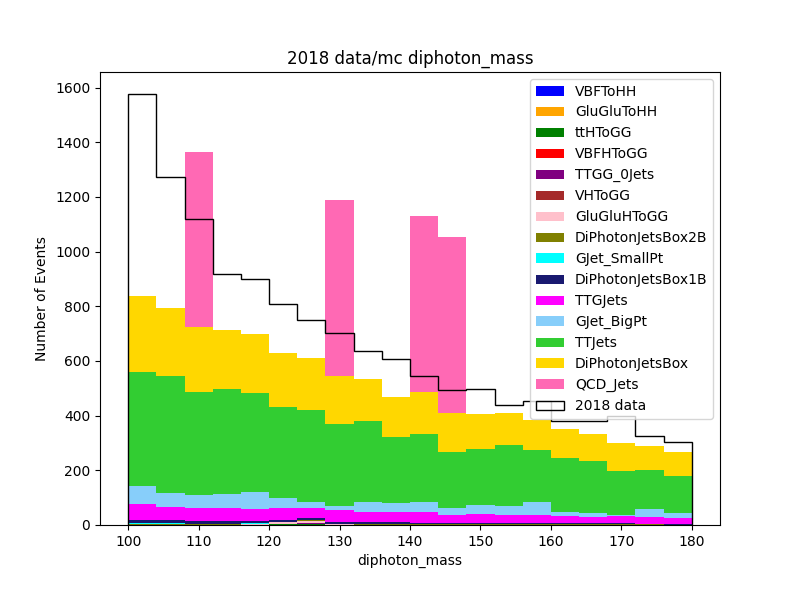 2018 data/mc diphoton_mass
Number of Events
1600
1400
1200
1000
800
600
400
200
0
100
110
120
130
140
150
160
170
180
diphoton_mass
VBFToHH
GluGluToHH
ttHToGG
VBFHToGG
TTGG_0Jets
VHToGG
GluGluHToGG
DiPhotonJetsBox2B
GJet_SmallPt
DiPhotonJetsBox1B
TTGJets
GJet_BigPt
TTJets
DiPhotonJetsBox
QCD_Jets
2018 data